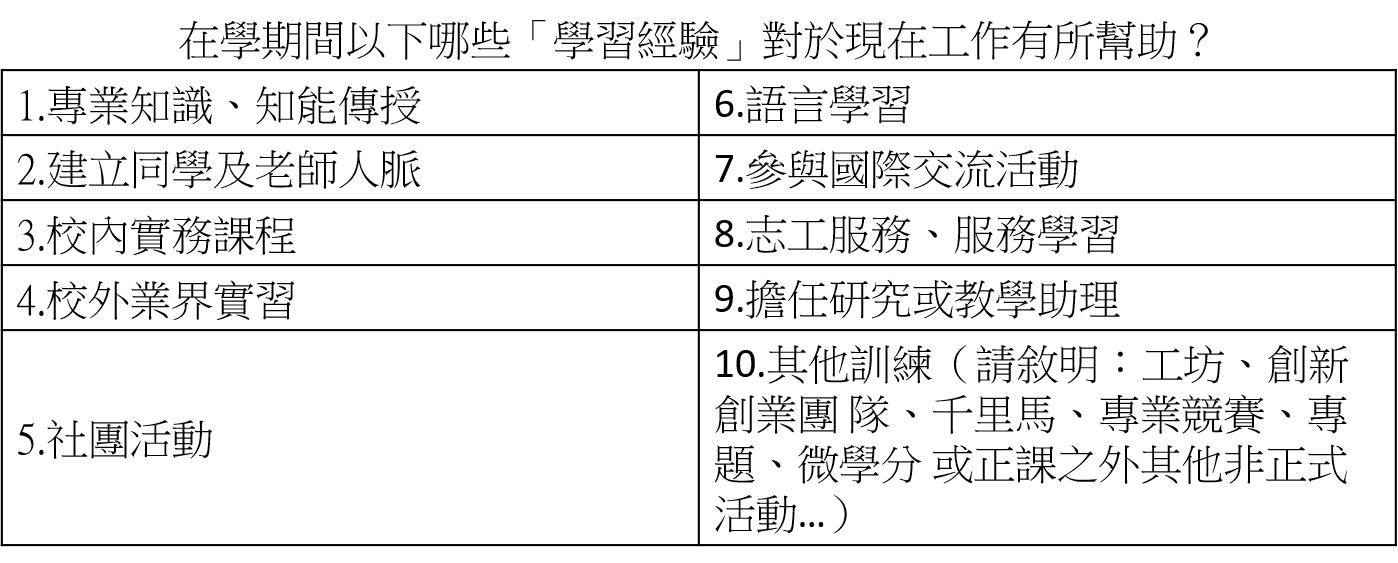 在學期間以下哪些「學習經驗」對於現在工作有所幫助？
1.專業知識、知能傳授
6.語言學習
2.建立同學及老師人脈
7.參與國際交流活動
3.校內實務課程
8.志工服務、服務學習
4.校外業界實習
9.擔任研究或教學助理
5.社團活動
10.其他訓練（請敘明：工坊、創新
創業團 隊、千里馬、專業競賽、專
題、微學分 或正課之外其他非正式
活動…）